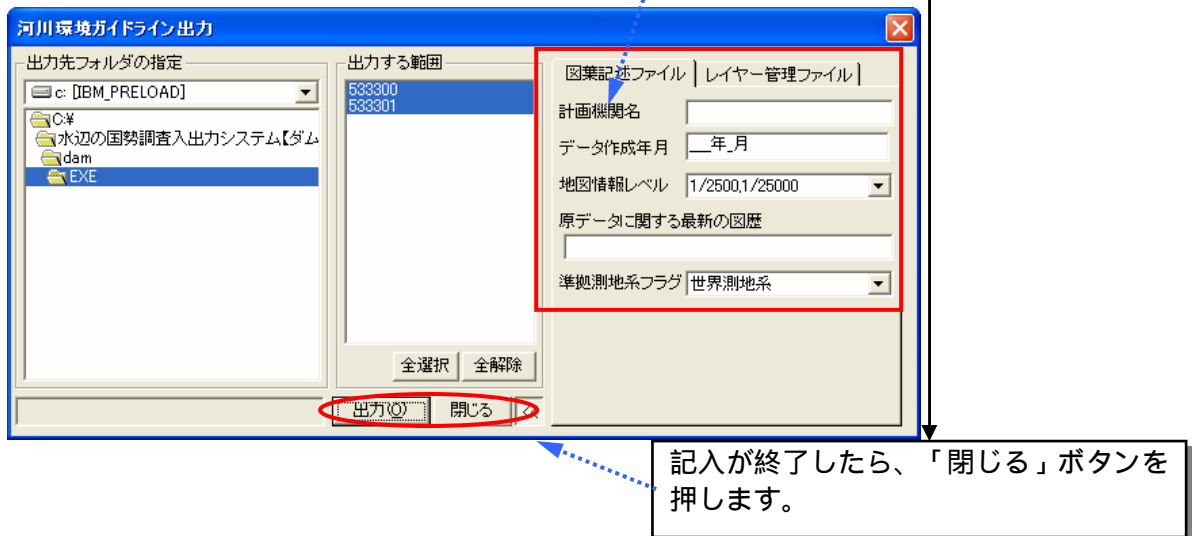 河川環境ガイドライン出力
出力先フォルダの指定
c: [IBM_PRELOAD]
C:¥
水辺の国勢調査入出力システム【ダム
dam
EXE
出力する範囲
533300
533301
全選択 全解除
図葉記述ファイル レイヤー管理ファイル
計画機関名
データ作成年月 __年_月
地図情報レベル 1/2500,1/25000
原データに関する最新の図歴
準拠測地系フラグ 世界測地系
出力(O) 閉じる <<
記入が終了したら、「閉じる」ボタンを
押します。